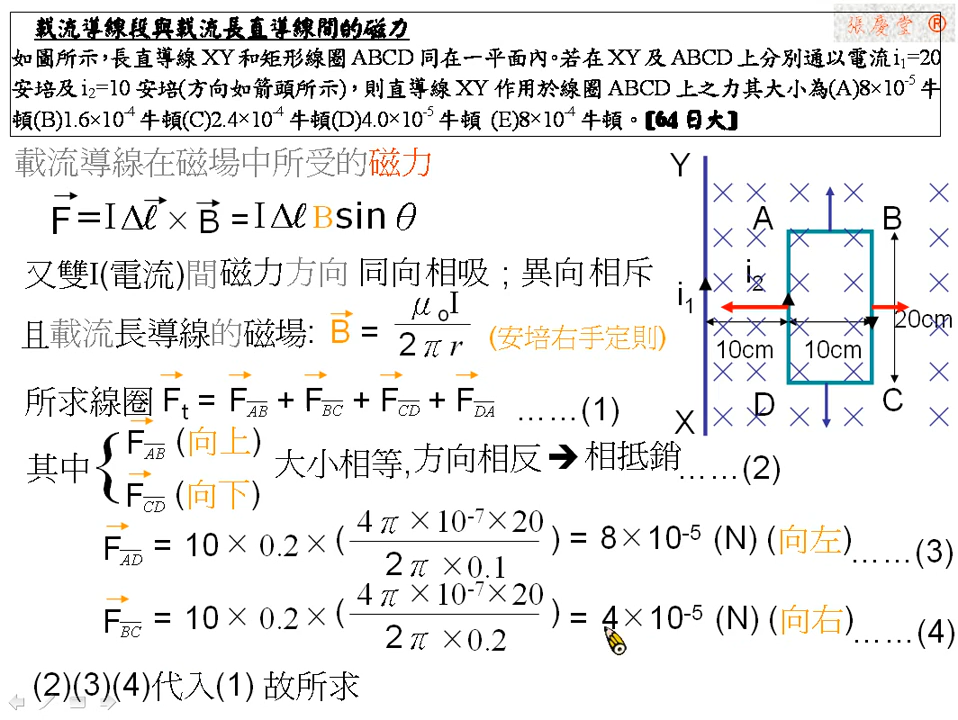 載流導線段與載流長直導線間的磁力
張慶堂 ®
如圖所示，長直導線 XY 和矩形線圈 ABCD 同在一平面內。若在 XY 及 ABCD 上分別通以電流 i₁=20
安培及 i₂=10 安培(方向如箭頭所示)，則直導線 XY 作用於線圈 ABCD 上之力其大小為(A)8×10⁻⁵ 牛
頓(B)1.6×10⁻⁴ 牛頓(C)2.4×10⁻⁴ 牛頓(D)4.0×10⁻⁵ 牛頓 (E)8×10⁻⁴ 牛頓。【64 日大】
載流導線在磁場中所受的磁力
F = I Δℓ × B = I Δℓ B sin θ
又雙I(電流)間磁力方向 同向相吸；異向相斥
且載流長導線的磁場: B = μₒI / 2πr (安培右手定則)
所求線圈 Fₜ = F_AB + F_BC + F_CD + F_DA ……(1)
其中 { F_AB (向上)
F_CD (向下)
大小相等,方向相反➔相抵銷……(2)
F_AD = 10 × 0.2 × ( 4π×10⁻⁷×20 / 2π×0.1 ) = 8×10⁻⁵ (N) (向左)……(3)
F_BC = 10 × 0.2 × ( 4π×10⁻⁷×20 / 2π×0.2 ) = 4×10⁻⁵ (N) (向右)……(4)
(2)(3)(4)代入(1) 故所求
Y
A
B
i₁
i₂
20cm
10cm
10cm
X
D
C